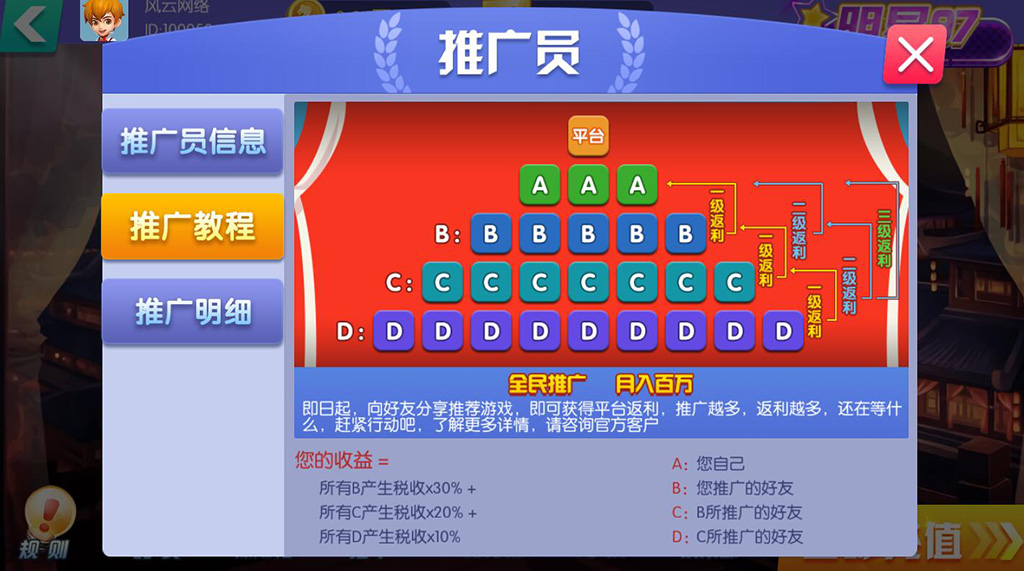 风云网络
推广员
推广员信息
推广教程
推广明细
平台
A A A
B: B B B B B
C: C C C C C C C
D: D D D D D D D D D
一级返利
一级返利
一级返利
二级返利
二级返利
三级返利
全民推广 月入百万
即日起，向好友分享推荐游戏，即可获得平台返利，推广越多，返利越多，还在等什
么，赶紧行动吧，了解更多详情，请咨询官方客户
您的收益 =
所有B产生税收x30% +
所有C产生税收x20% +
所有D产生税收x10%
A: 您自己
B: 您推广的好友
C: B所推广的好友
D: C所推广的好友
规则
值